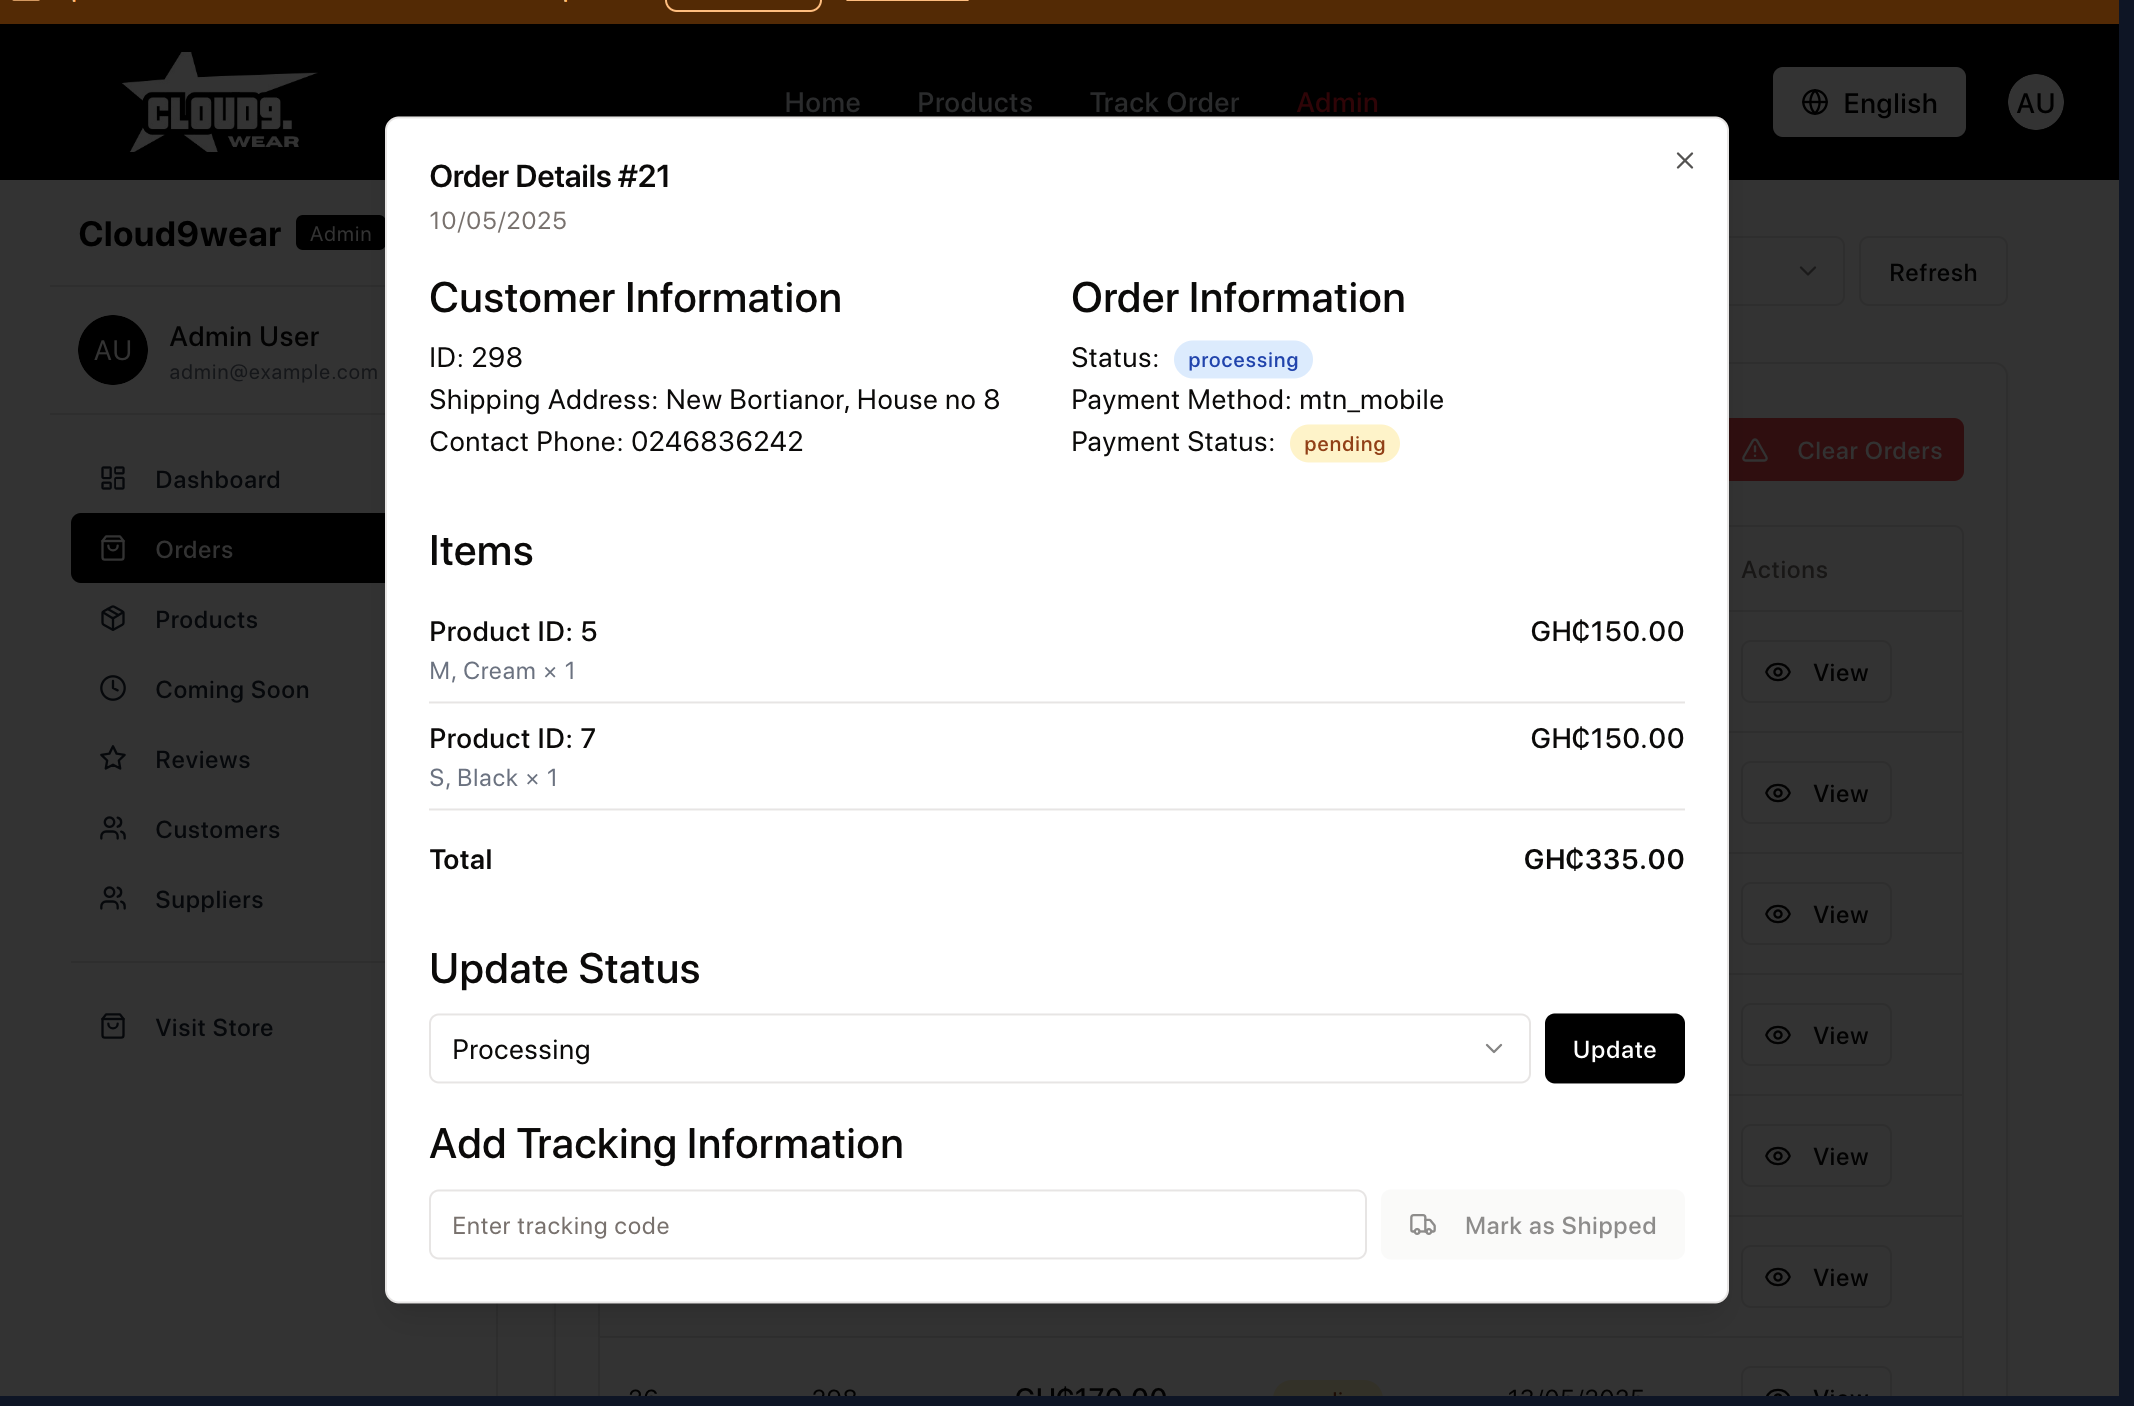 CLOUD9.
WEAR
Home
Products
Track Order
Admin
English
AU
Cloud9wear
Admin
AU
Admin User
admin@example.com
Dashboard
Orders
Products
Coming Soon
Reviews
Customers
Suppliers
Visit Store
Refresh
Clear Orders
Actions
View
View
View
View
View
View
View
Order Details #21
10/05/2025
Customer Information
ID: 298
Shipping Address: New Bortianor, House no 8
Contact Phone: 0246836242
Order Information
Status: processing
Payment Method: mtn_mobile
Payment Status: pending
Items
Product ID: 5
GH₵150.00
M, Cream × 1
Product ID: 7
GH₵150.00
S, Black × 1
Total
GH₵335.00
Update Status
Processing
Update
Add Tracking Information
Enter tracking code
Mark as Shipped
298
GH₵170.00